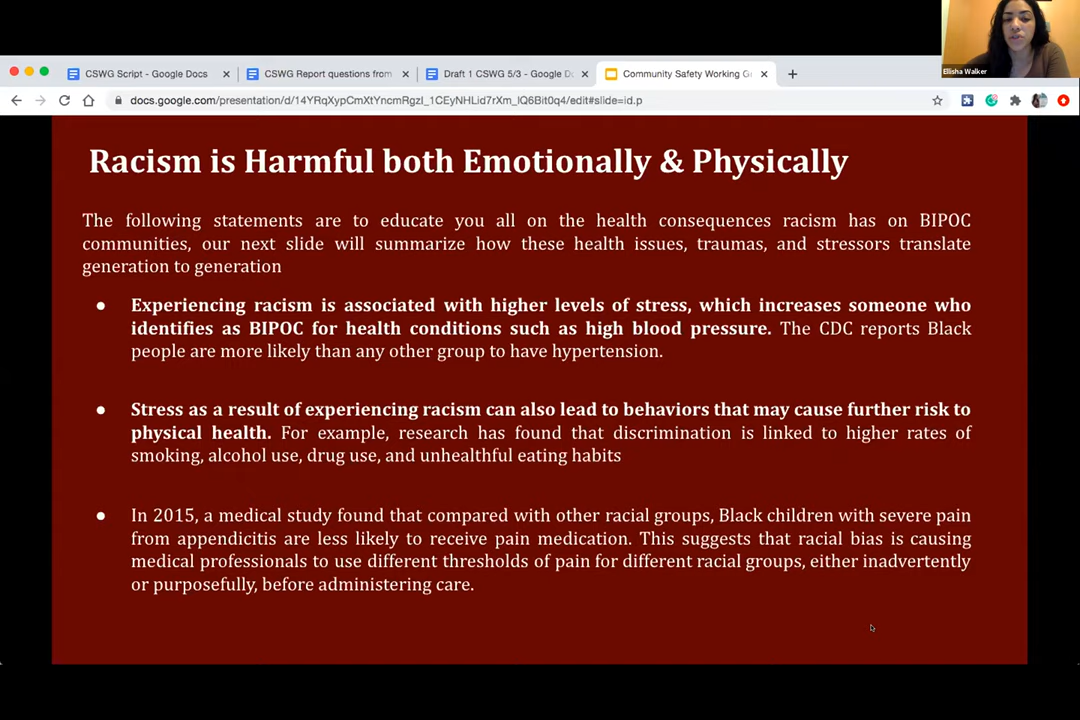 Ellisha Walker
CSWG Script - Google Docs
CSWG Report questions from
Draft 1 CSWG 5/3 - Google Dc
Community Safety Working Gr
docs.google.com/presentation/d/
Racism is Harmful both Emotionally & Physically
The following statements are to educate you all on the health consequences racism has on BIPOC
communities, our next slide will summarize how these health issues, traumas, and stressors translate
generation to generation
● Experiencing racism is associated with higher levels of stress, which increases someone who
identifies as BIPOC for health conditions such as high blood pressure. The CDC reports Black
people are more likely than any other group to have hypertension.
● Stress as a result of experiencing racism can also lead to behaviors that may cause further risk to
physical health. For example, research has found that discrimination is linked to higher rates of
smoking, alcohol use, drug use, and unhealthful eating habits
● In 2015, a medical study found that compared with other racial groups, Black children with severe pain
from appendicitis are less likely to receive pain medication. This suggests that racial bias is causing
medical professionals to use different thresholds of pain for different racial groups, either inadvertently
or purposefully, before administering care.